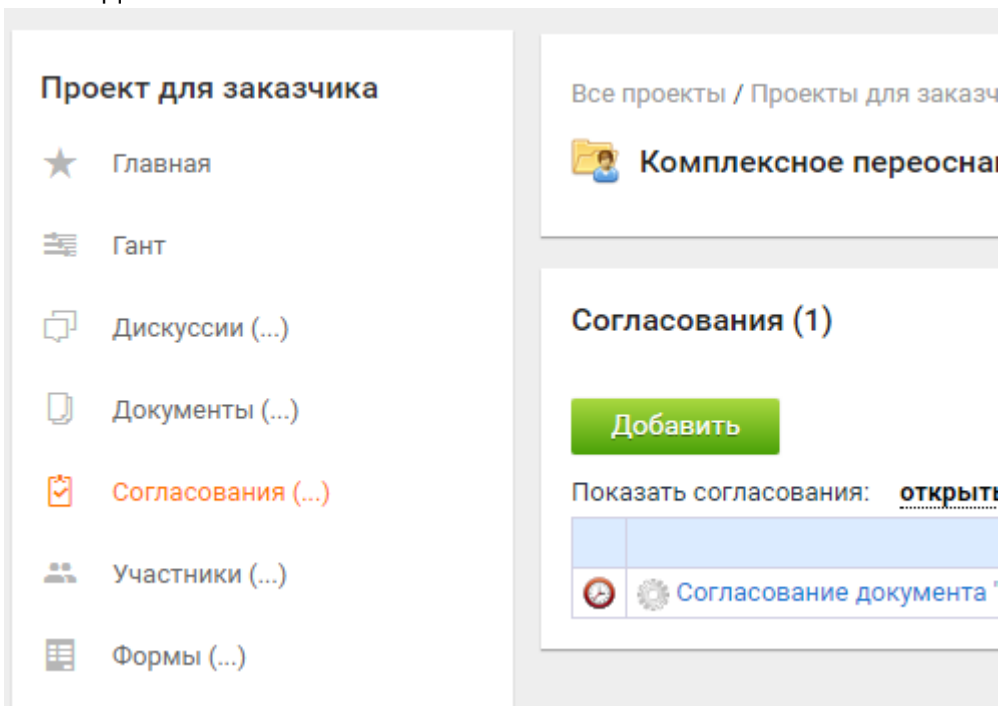 Проект для заказчика
Главная
Гант
Дискуссии (...)
Документы (...)
Согласования (...)
Участники (...)
Формы (...)
Все проекты / Проекты для заказч
Комплексное переосна
Согласования (1)
Добавить
Показать согласования: открыт
Согласование документа "